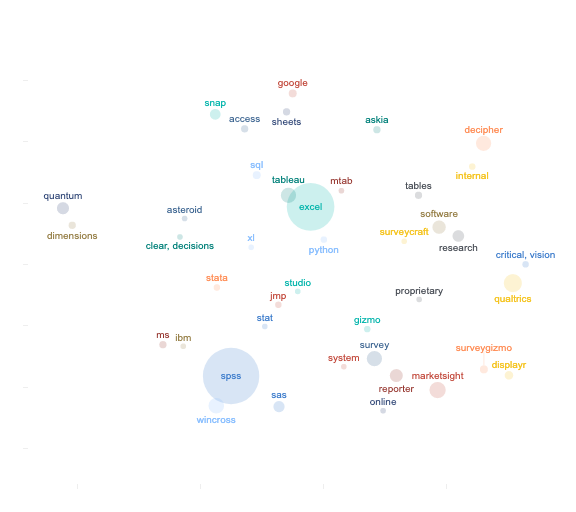 google
snap
access
sheets
askia
decipher
sql
internal
tableau
mtab
tables
quantum
excel
asteroid
software
dimensions
surveycraft
xl
clear, decisions
python
research
critical, vision
stata
studio
jmp
proprietary
qualtrica
stat
gizmo
ms
ibm
survey
surveygizmo
system
displayr
spss
marketsight
reporter
sas
online
wincross